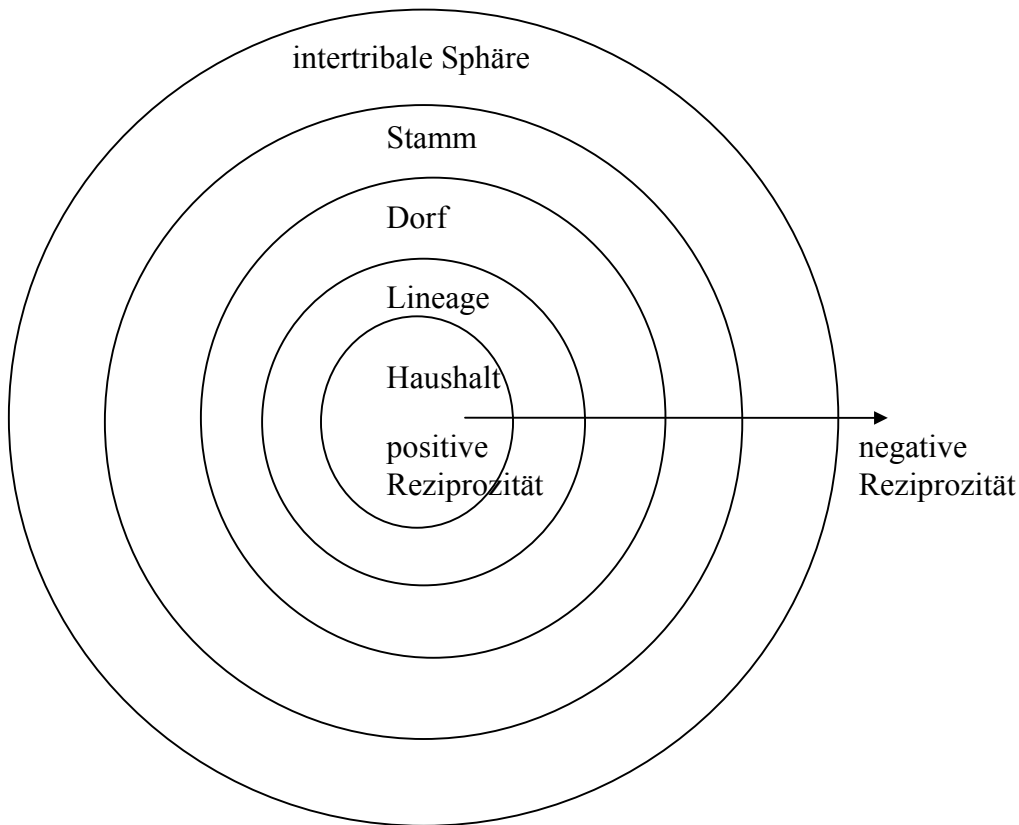 intertribale Sphäre
Stamm
Dorf
Lineage
Haushalt
positive
Reziprozität
negative
Reziprozität